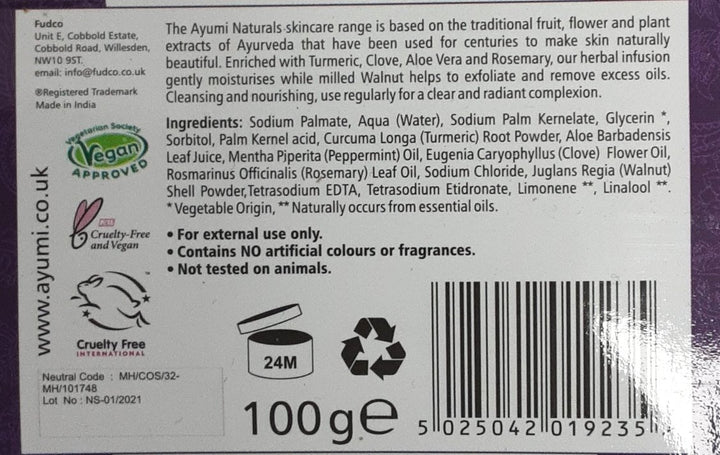 Fudco
Unit E, Cobbold Estate,
Cobbold Road, Willesden,
NW10 9ST.
email: info@fudco.co.uk
®Registered Trademark
Made in India
Vegetarian Society
Vegan
APPROVED
PETA
Cruelty-Free
and Vegan
Cruelty Free
INTERNATIONAL
www.ayumi.co.uk
Neutral Code : MH/COS/32-
MH/101748
Lot No : NS-01/2021
The Ayumi Naturals skincare range is based on the traditional fruit, flower and plant
extracts of Ayurveda that have been used for centuries to make skin naturally
beautiful. Enriched with Turmeric, Clove, Aloe Vera and Rosemary, our herbal infusion
gently moisturises while milled Walnut helps to exfoliate and remove excess oils.
Cleansing and nourishing, use regularly for a clear and radiant complexion.
Ingredients: Sodium Palmate, Aqua (Water), Sodium Palm Kernelate, Glycerin *,
Sorbitol, Palm Kernel acid, Curcuma Longa (Turmeric) Root Powder, Aloe Barbadensis
Leaf Juice, Mentha Piperita (Peppermint) Oil, Eugenia Caryophyllus (Clove) Flower Oil,
Rosmarinus Officinalis (Rosemary) Leaf Oil, Sodium Chloride, Juglans Regia (Walnut)
Shell Powder,Tetrasodium EDTA, Tetrasodium Etidronate, Limonene **, Linalool **.
* Vegetable Origin, ** Naturally occurs from essential oils.
• For external use only.
• Contains NO artificial colours or fragrances.
• Not tested on animals.
24M
100g℮
5 025042 019235